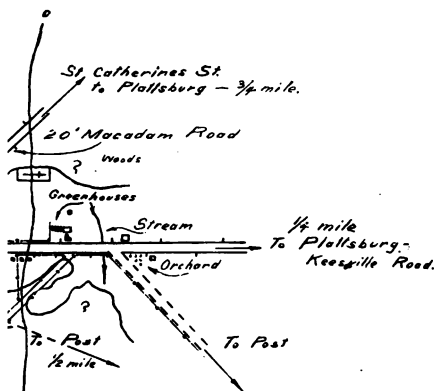 St. Catherines St.
to Plattsburg - 3/4 mile.
20' Macadam Road
?
Woods
Greenhouses
Stream
1/4 mile
To Plattsburg-
Keesville Road.
Orchard
?
To Post
To - Post
1/2 mile